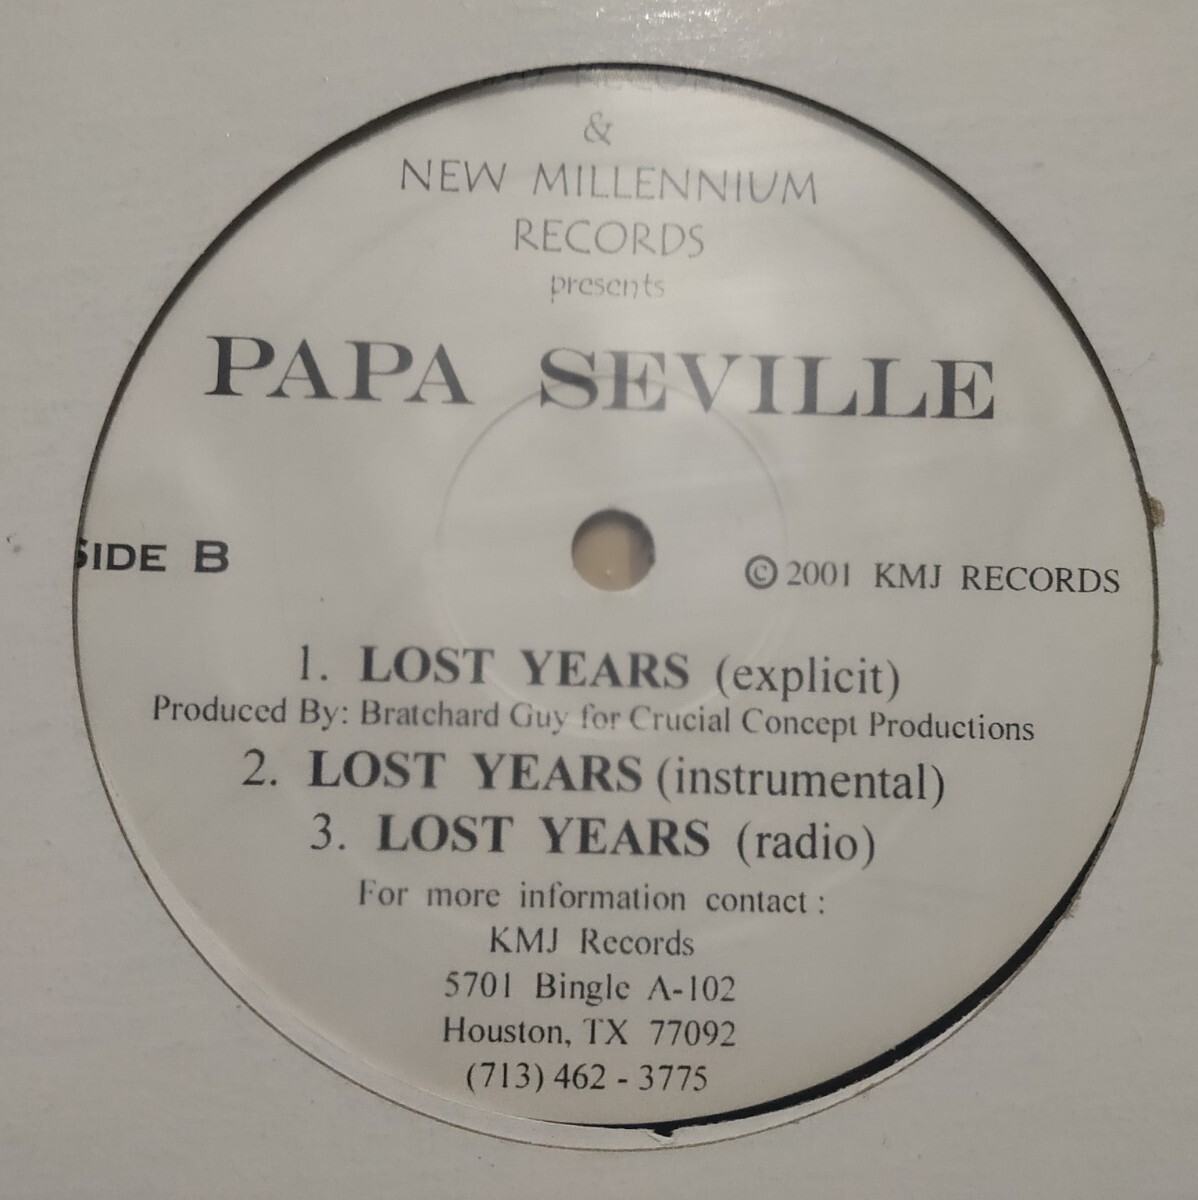 &
NEW MILLENNIUM
RECORDS
presents
PAPA SEVILLE
SIDE B
© 2001 KMJ RECORDS
1. LOST YEARS (explicit)
Produced By: Bratchard Guy for Crucial Concept Productions
2. LOST YEARS (instrumental)
3. LOST YEARS (radio)
For more information contact :
KMJ Records
5701 Bingle A-102
Houston, TX 77092
(713) 462 - 3775